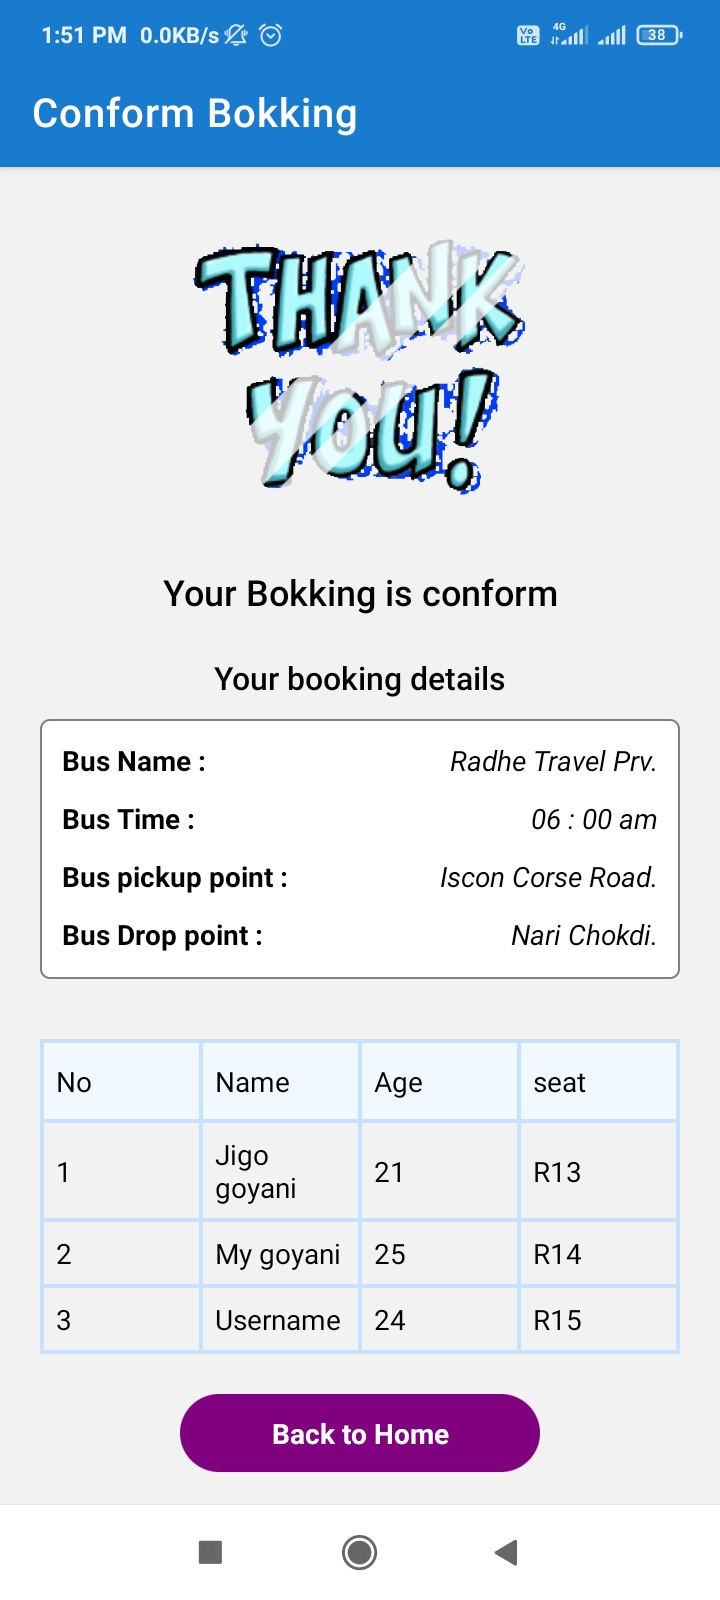 1:51 PM 0.0KB/s Vo LTE 4G 38
Conform Bokking
THANK
YOU!
Your Bokking is conform
Your booking details
Bus Name : Radhe Travel Prv.
Bus Time : 06 : 00 am
Bus pickup point : Iscon Corse Road.
Bus Drop point : Nari Chokdi.
No Name Age seat
1 Jigo goyani 21 R13
2 My goyani 25 R14
3 Username 24 R15
Back to Home